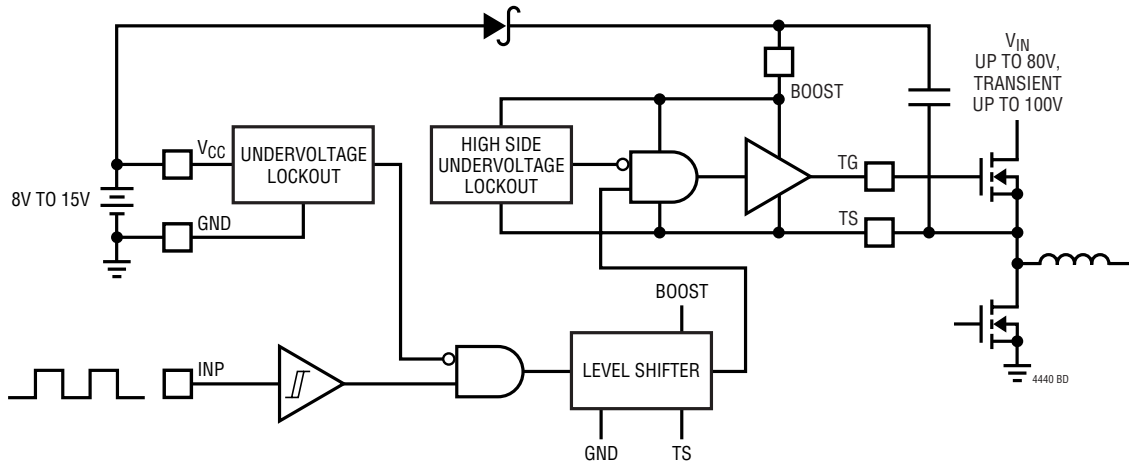 V_IN
UP TO 80V,
TRANSIENT
UP TO 100V
BOOST
V_CC
UNDERVOLTAGE
LOCKOUT
HIGH SIDE
UNDERVOLTAGE
LOCKOUT
TG
8V TO 15V
GND
TS
BOOST
INP
LEVEL SHIFTER
4440 BD
GND
TS